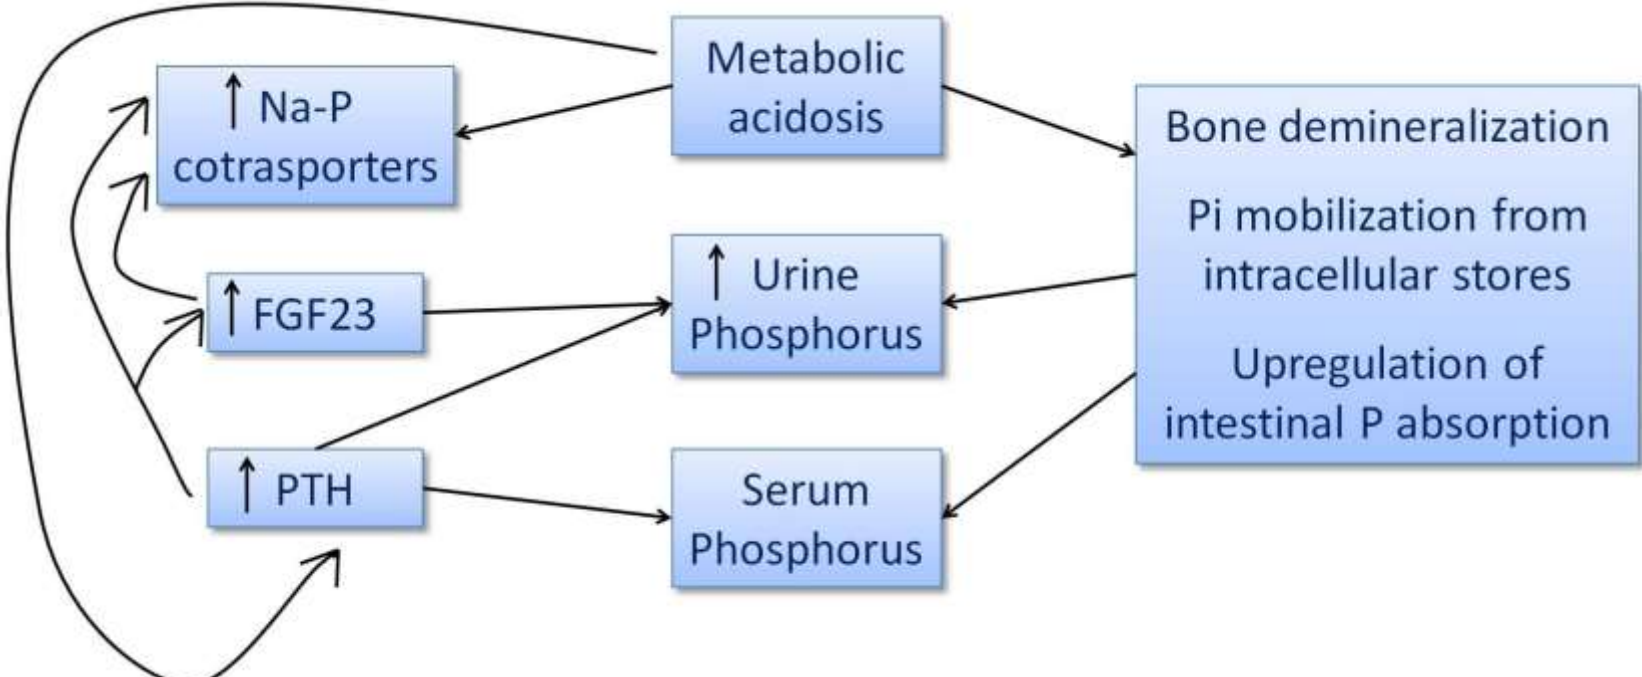 Metabolic
acidosis
↑ Na-P
cotrasporters
Bone demineralization
Pi mobilization from
intracellular stores
Upregulation of
intestinal P absorption
↑ Urine
Phosphorus
↑ FGF23
↑ PTH
Serum
Phosphorus